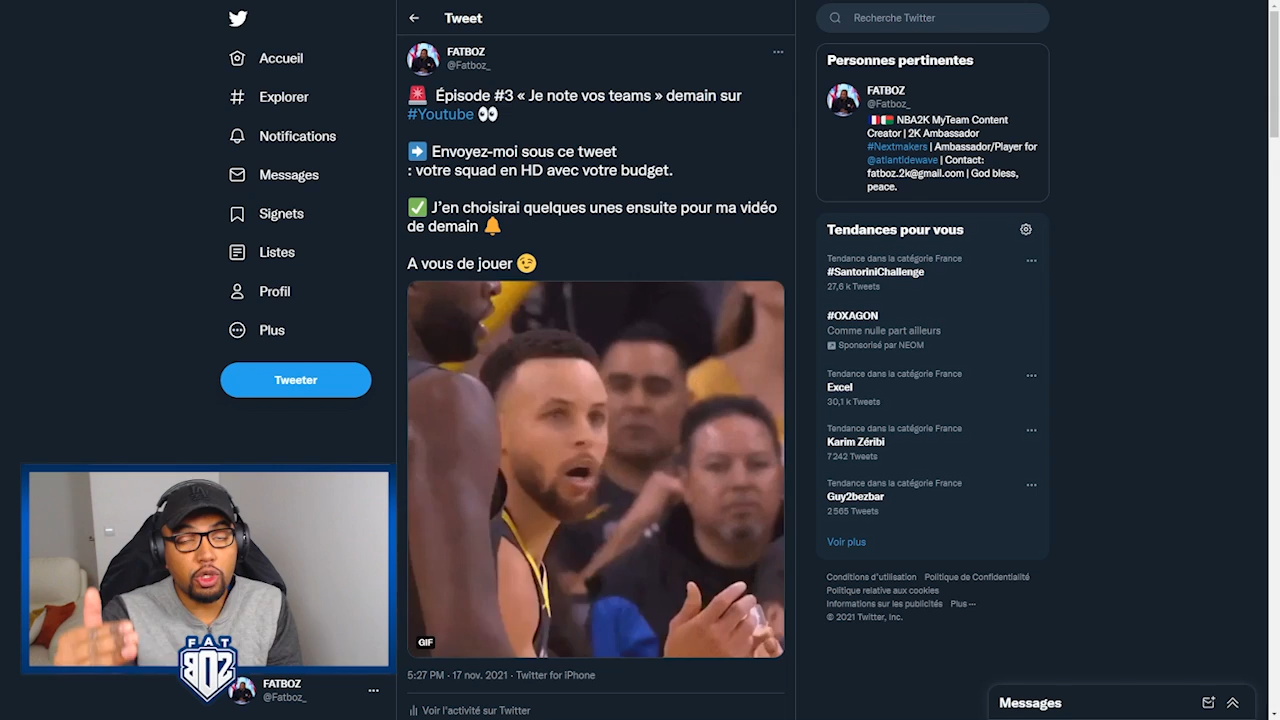 Accueil
Explorer
Notifications
Messages
Signets
Listes
Profil
Plus
Tweeter
FAT
BOZ
FATBOZ
@Fatboz_
Tweet
FATBOZ
@Fatboz_
🚨 Épisode #3 « Je note vos teams » demain sur
#Youtube 👀
➡️ Envoyez-moi sous ce tweet
: votre squad en HD avec votre budget.
✅ J’en choisirai quelques unes ensuite pour ma vidéo
de demain 🔔
A vous de jouer 😉
GIF
5:27 PM · 17 nov. 2021 · Twitter for iPhone
Voir l'activité sur Twitter
Recherche Twitter
Personnes pertinentes
FATBOZ
@Fatboz_
🇫🇷🇲🇬 NBA2K MyTeam Content
Creator | 2K Ambassador
#Nextmakers | Ambassador/Player for
@atlantidewave | Contact:
fatboz.2k@gmail.com | God bless,
peace.
Tendances pour vous
Tendance dans la catégorie France
#SantoriniChallenge
27,6 k Tweets
#OXAGON
Comme nulle part ailleurs
Sponsorisé par NEOM
Tendance dans la catégorie France
Excel
30,1 k Tweets
Tendance dans la catégorie France
Karim Zéribi
7 242 Tweets
Tendance dans la catégorie France
Guy2bezbar
2 565 Tweets
Voir plus
Conditions d’utilisation Politique de Confidentialité
Politique relative aux cookies
Informations sur les publicités Plus ···
© 2021 Twitter, Inc.
Messages